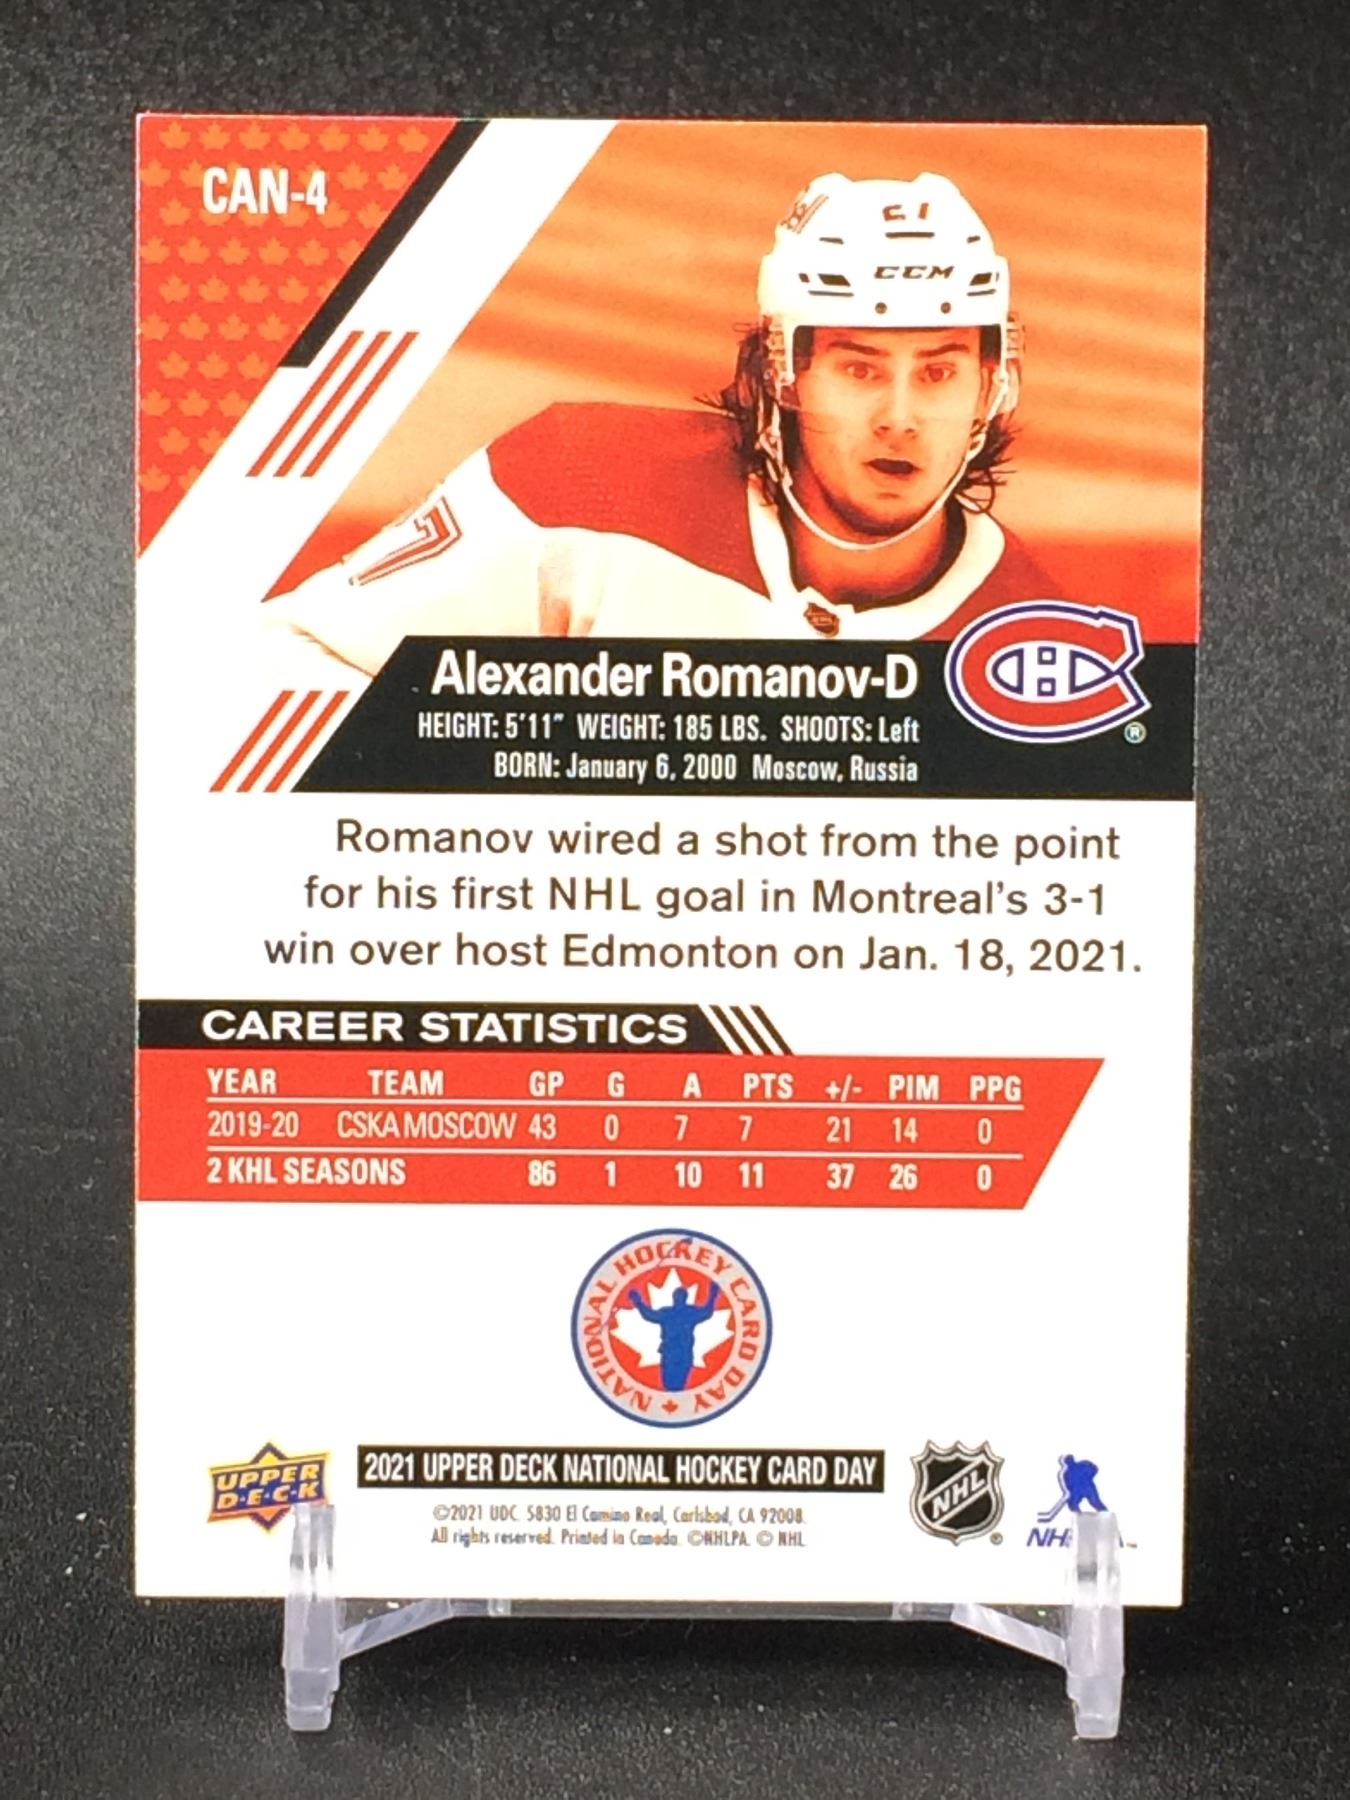 CAN-4
21
CCM
Alexander Romanov-D
HEIGHT: 5'11" WEIGHT: 185 LBS. SHOOTS: Left
BORN: January 6, 2000 Moscow, Russia
®
Romanov wired a shot from the point
for his first NHL goal in Montreal's 3-1
win over host Edmonton on Jan. 18, 2021.
CAREER STATISTICS
YEAR TEAM GP G A PTS +/- PIM PPG
2019-20 CSKA MOSCOW 43 0 7 7 21 14 0
2 KHL SEASONS 86 1 10 11 37 26 0
NATIONAL HOCKEY CARD DAY
UPPER
D·E·C·K
2021 UPPER DECK NATIONAL HOCKEY CARD DAY
©2021 UDC. 5830 El Camino Real, Carlsbad, CA 92008.
All rights reserved. Printed in Canada. ©NHLPA. © NHL
NHL
®